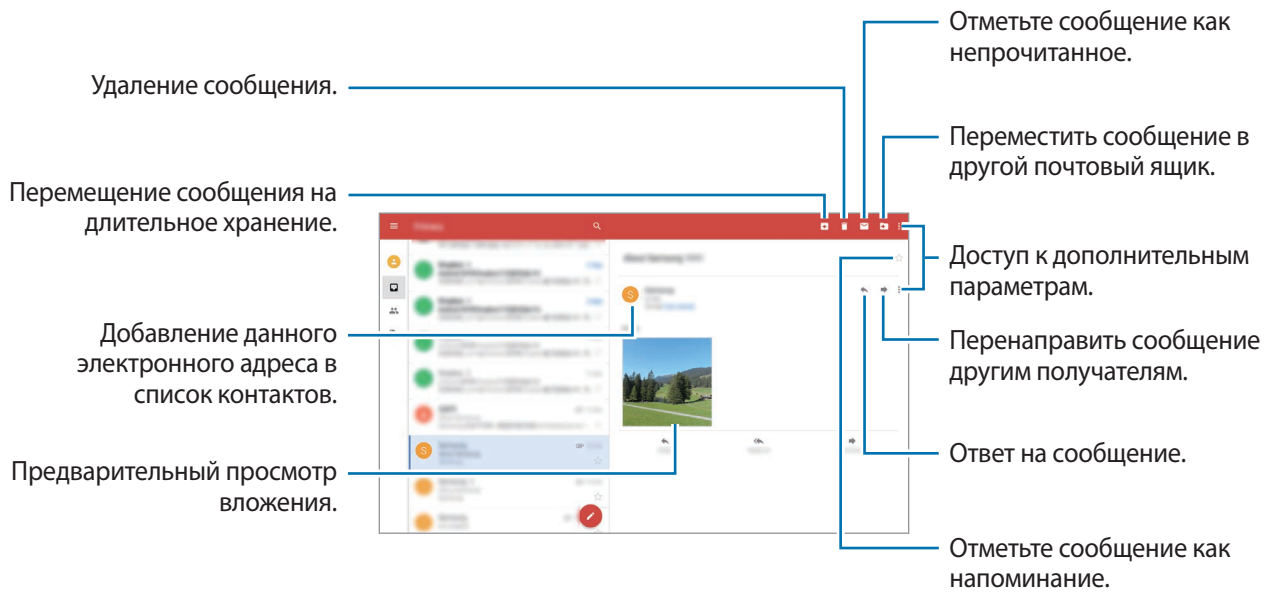 Отметьте сообщение как
непрочитанное.
Удаление сообщения.
Переместить сообщение в
другой почтовый ящик.
Перемещение сообщения на
длительное хранение.
Доступ к дополнительным
параметрам.
Добавление данного
электронного адреса в
список контактов.
Перенаправить сообщение
другим получателям.
Ответ на сообщение.
Предварительный просмотр
вложения.
Отметьте сообщение как
напоминание.
S
S